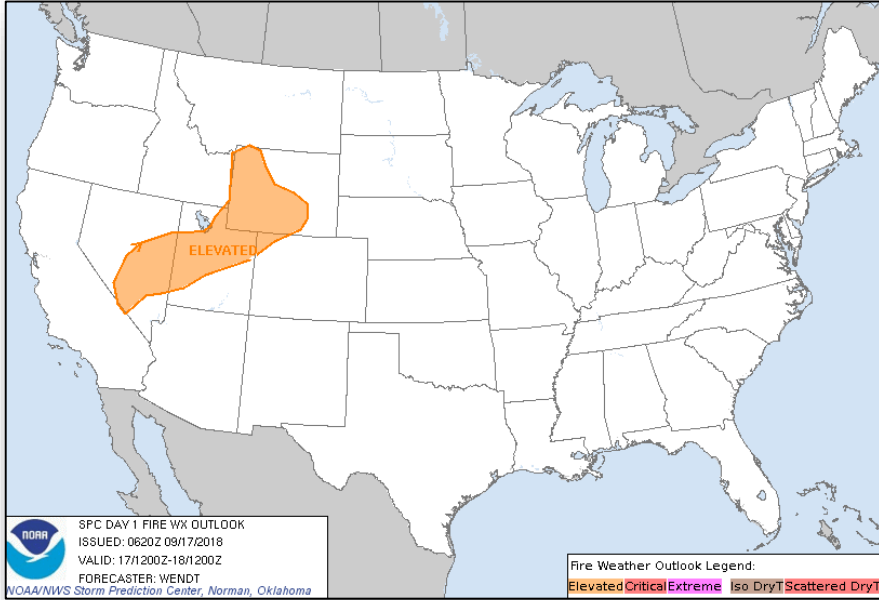 ELEVATED
NOAA
SPC DAY 1 FIRE WX OUTLOOK
ISSUED: 0620Z 09/17/2018
VALID: 17/1200Z-18/1200Z
FORECASTER: WENDT
NOAA/NWS Storm Prediction Center, Norman, Oklahoma
Fire Weather Outlook Legend:
Elevated Critical Extreme Iso DryT Scattered DryT